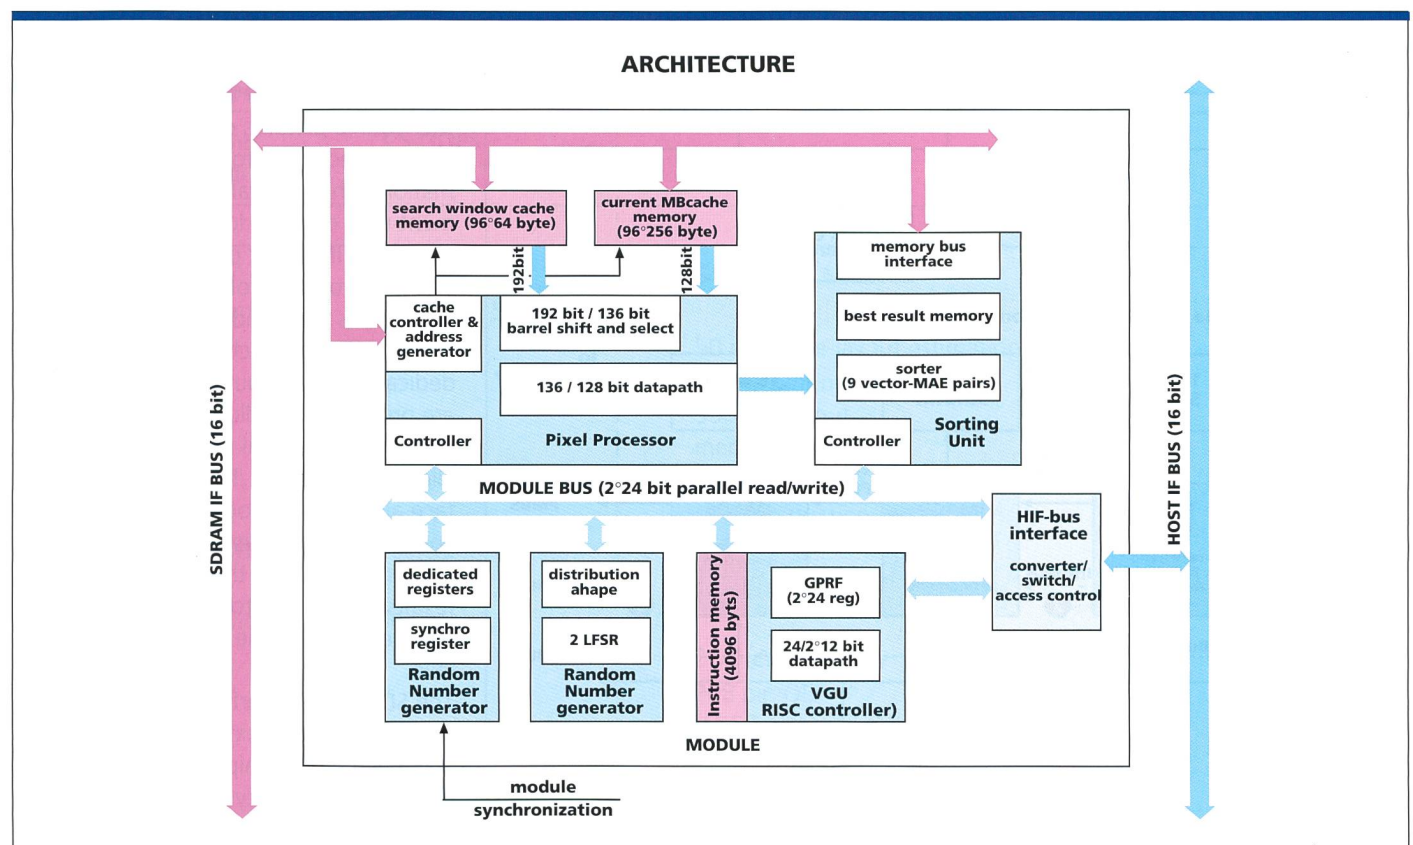 ARCHITECTURE
search window cache
memory (96°64 byte)
current MBcache
memory
(96°256 byte)
192bit
128bit
memory bus
interface
best result memory
sorter
(9 vector-MAE pairs)
Controller
Sorting
Unit
cache
controller &
address
generator
192 bit / 136 bit
barrel shift and select
136 / 128 bit datapath
Controller
Pixel Processor
SDRAM IF BUS (16 bit)
HOST IF BUS (16 bit)
MODULE BUS (2°24 bit parallel read/write)
HIF-bus
interface
converter/
switch/
access control
dedicated
registers
synchro
register
Random
Number
generator
distribution
ahape
2 LFSR
Random
Number
generator
Instruction memory
(4096 byts)
GPRF
(2°24 reg)
24/2°12 bit
datapath
VGU
RISC controller)
MODULE
module
synchronization